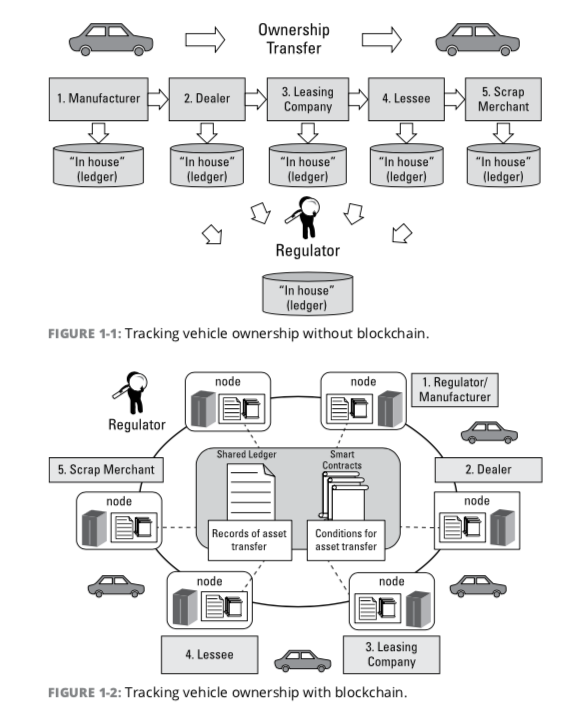 Ownership
Transfer
1. Manufacturer
2. Dealer
3. Leasing
Company
4. Lessee
5. Scrap
Merchant
“In house”
(ledger)
“In house”
(ledger)
“In house”
(ledger)
“In house”
(ledger)
“In house”
(ledger)
Regulator
“In house”
(ledger)
FIGURE 1-1: Tracking vehicle ownership without blockchain.
node
node
1. Regulator/
Manufacturer
Regulator
Shared Ledger
Smart
Contracts
5. Scrap Merchant
2. Dealer
node
node
Records of asset
transfer
Conditions for
asset transfer
node
node
4. Lessee
3. Leasing
Company
FIGURE 1-2: Tracking vehicle ownership with blockchain.